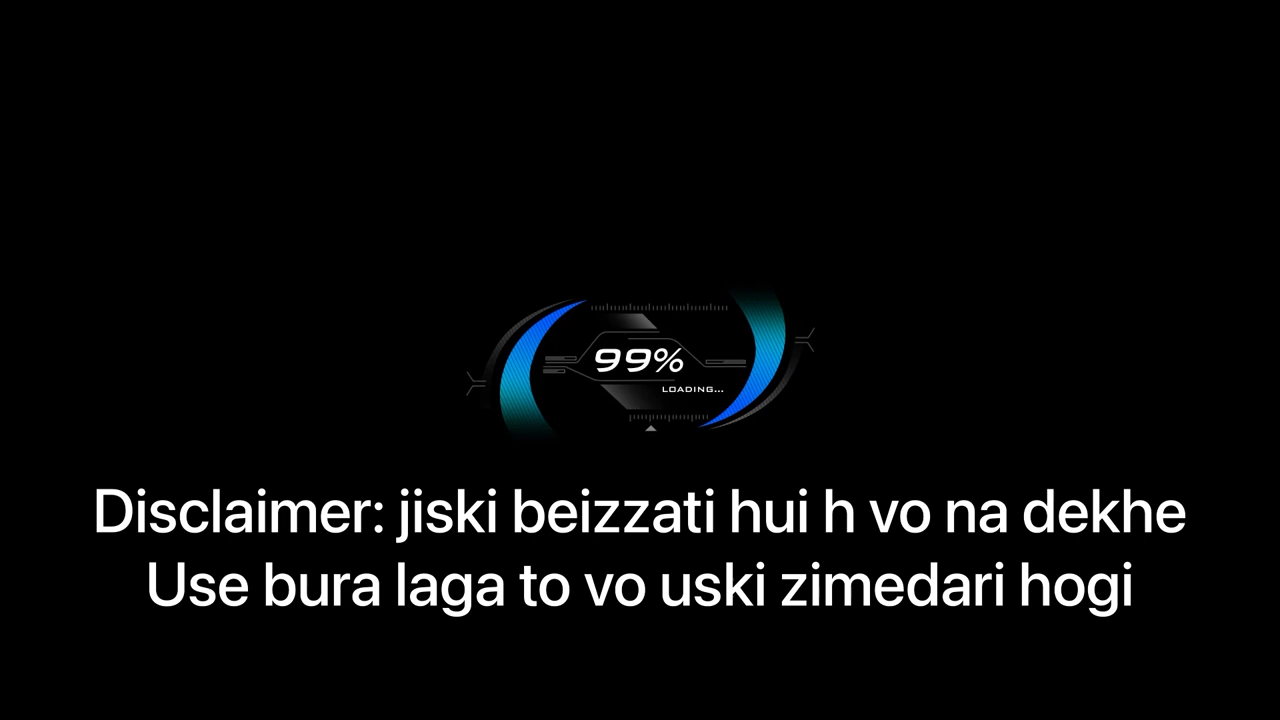 99%
LOADING...
Disclaimer: jiski beizzati hui h vo na dekhe
Use bura laga to vo uski zimedari hogi